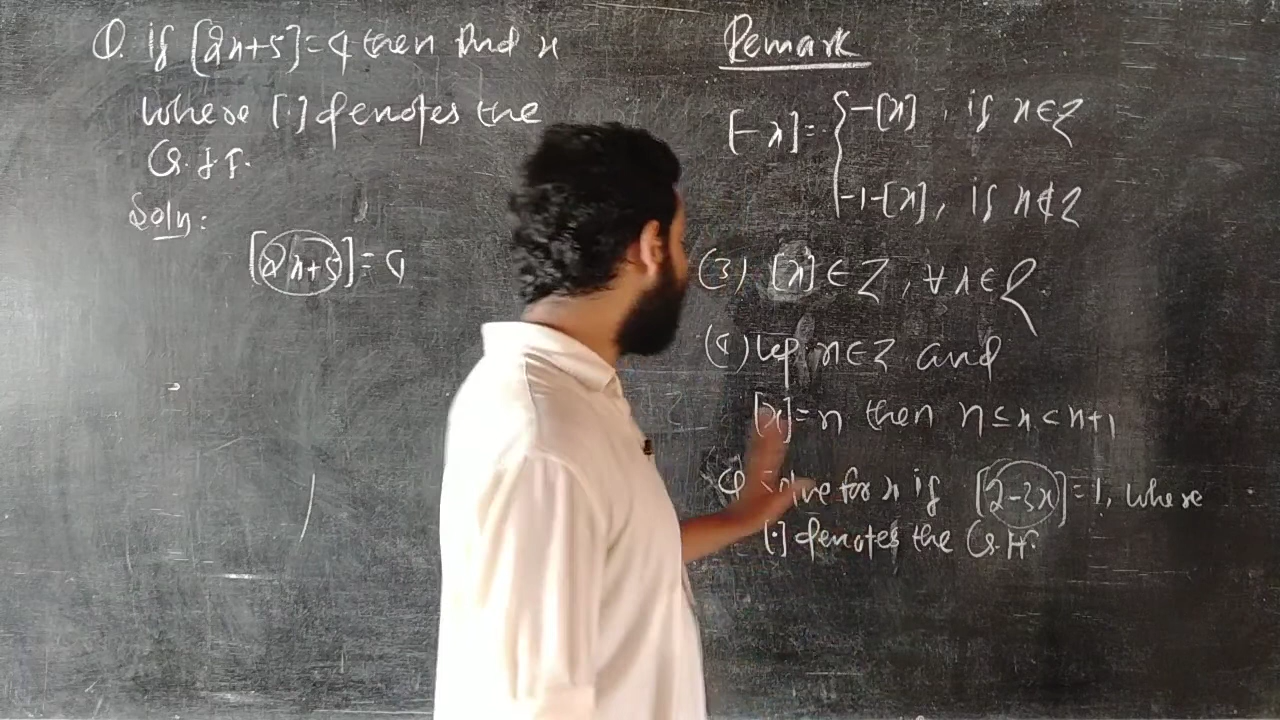 Q. If [2x+5]=4 then find x
where [.] denotes the
G.I.F.
Soln:
[2x+5]=4
Remark
[-x]= { -[x] , if x∈Z
-1-[x], if x∉Z
(3) [x]∈Z, ∀ x∈R.
(4) Let n∈Z and
[x]=n then n≤x<n+1
Q for x if [2-3x]=1, where
[.] denotes the G.I.F.